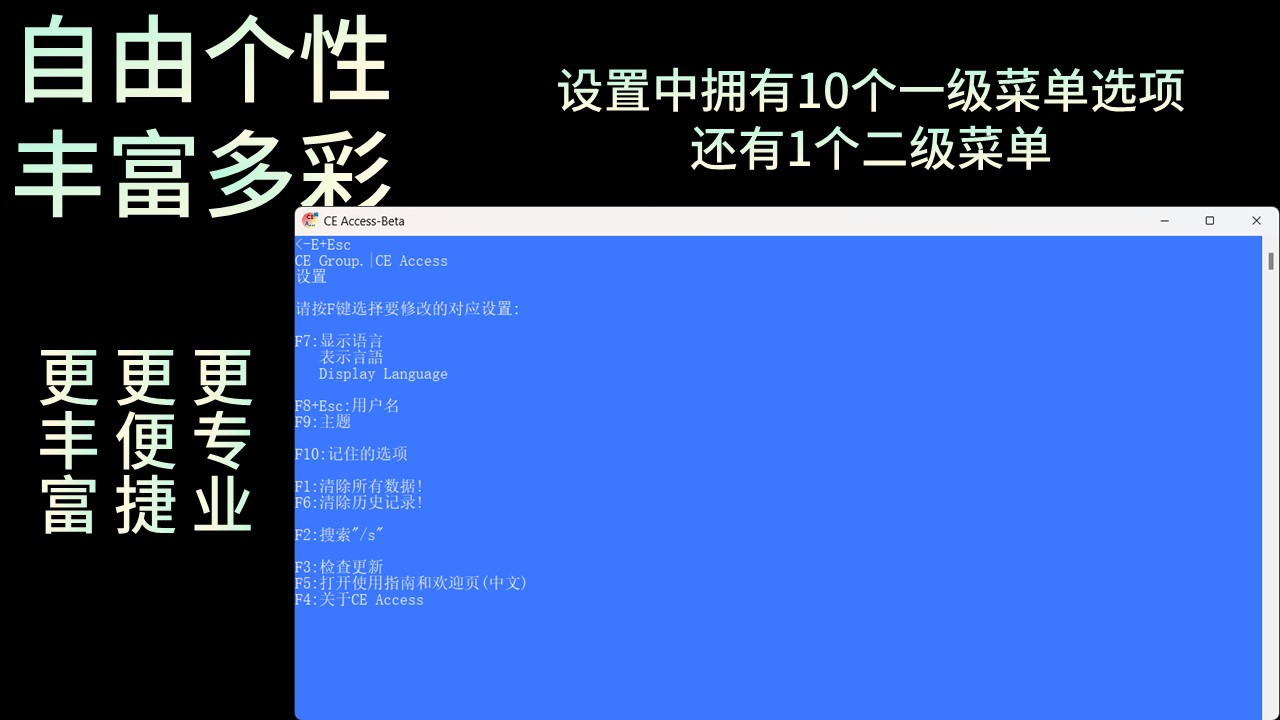 自由个性
丰富多彩
设置中拥有10个一级菜单选项
还有1个二级菜单
更丰富
更便捷
更专业
CE Access-Beta
<-E+Esc
CE Group.|CE Access
设置
请按F键选择要修改的对应设置:
F7:显示语言
表示言語
Display Language
F8+Esc:用户名
F9:主题
F10:记住的选项
F1:清除所有数据!
F6:清除历史记录!
F2:搜索"/s"
F3:检查更新
F5:打开使用指南和欢迎页(中文)
F4:关于CE Access